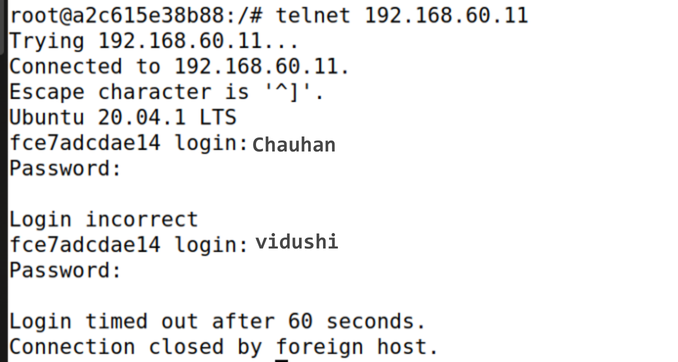 root@a2c615e38b88:/# telnet 192.168.60.11
Trying 192.168.60.11...
Connected to 192.168.60.11.
Escape character is '^]'.
Ubuntu 20.04.1 LTS
fce7adcdae14 login: Chauhan
Password:
Login incorrect
fce7adcdae14 login: vidushi
Password:
Login timed out after 60 seconds.
Connection closed by foreign host.